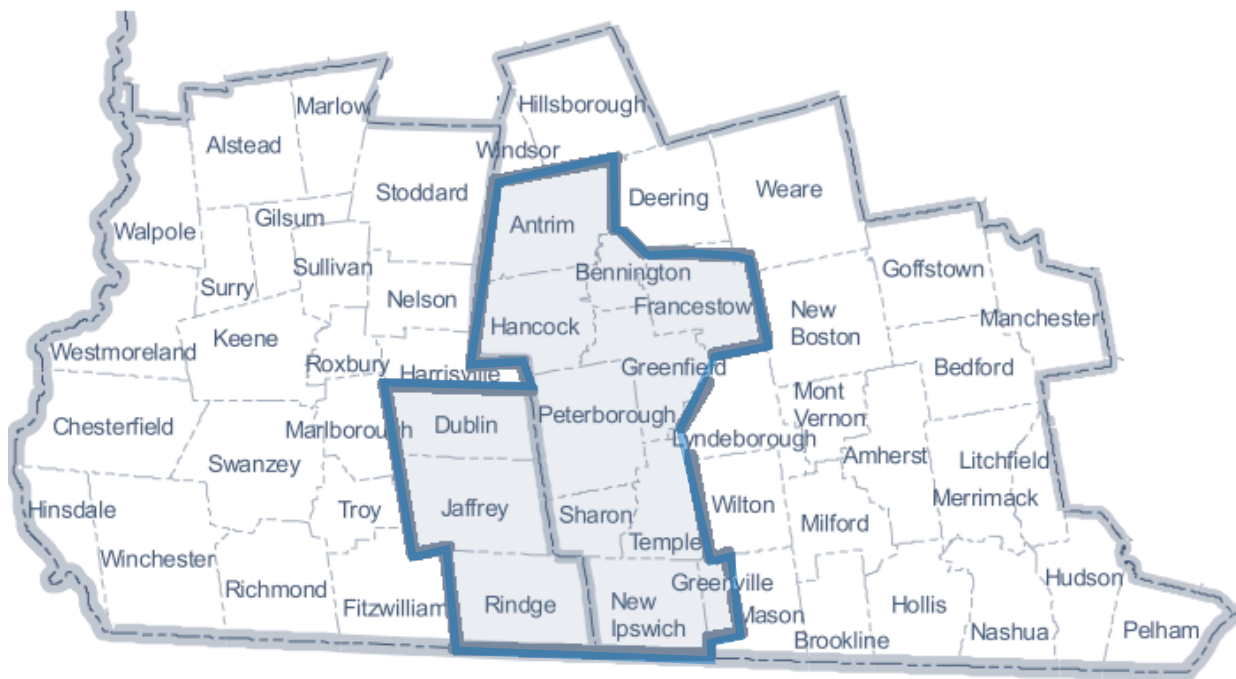 Hillsborough
Marlow
Alstead
Windsor
Stoddard
Deering
Weare
Gilsum
Antrim
Walpole
Sullivan
Bennington
Goffstown
Surry
Nelson
Francestown
New
Boston
Manchester
Hancock
Keene
Westmoreland
Roxbury
Harrisville
Greenfield
Bedford
Mont
Vernon
Peterborough
Chesterfield
Marlborough
Dublin
Lyndeborough
Amherst
Litchfield
Swanzey
Merrimack
Hinsdale
Troy
Jaffrey
Sharon
Wilton
Milford
Temple
Winchester
Richmond
Greenville
Hudson
Fitzwilliam
Rindge
New
Ipswich
Mason
Hollis
Brookline
Nashua
Pelham